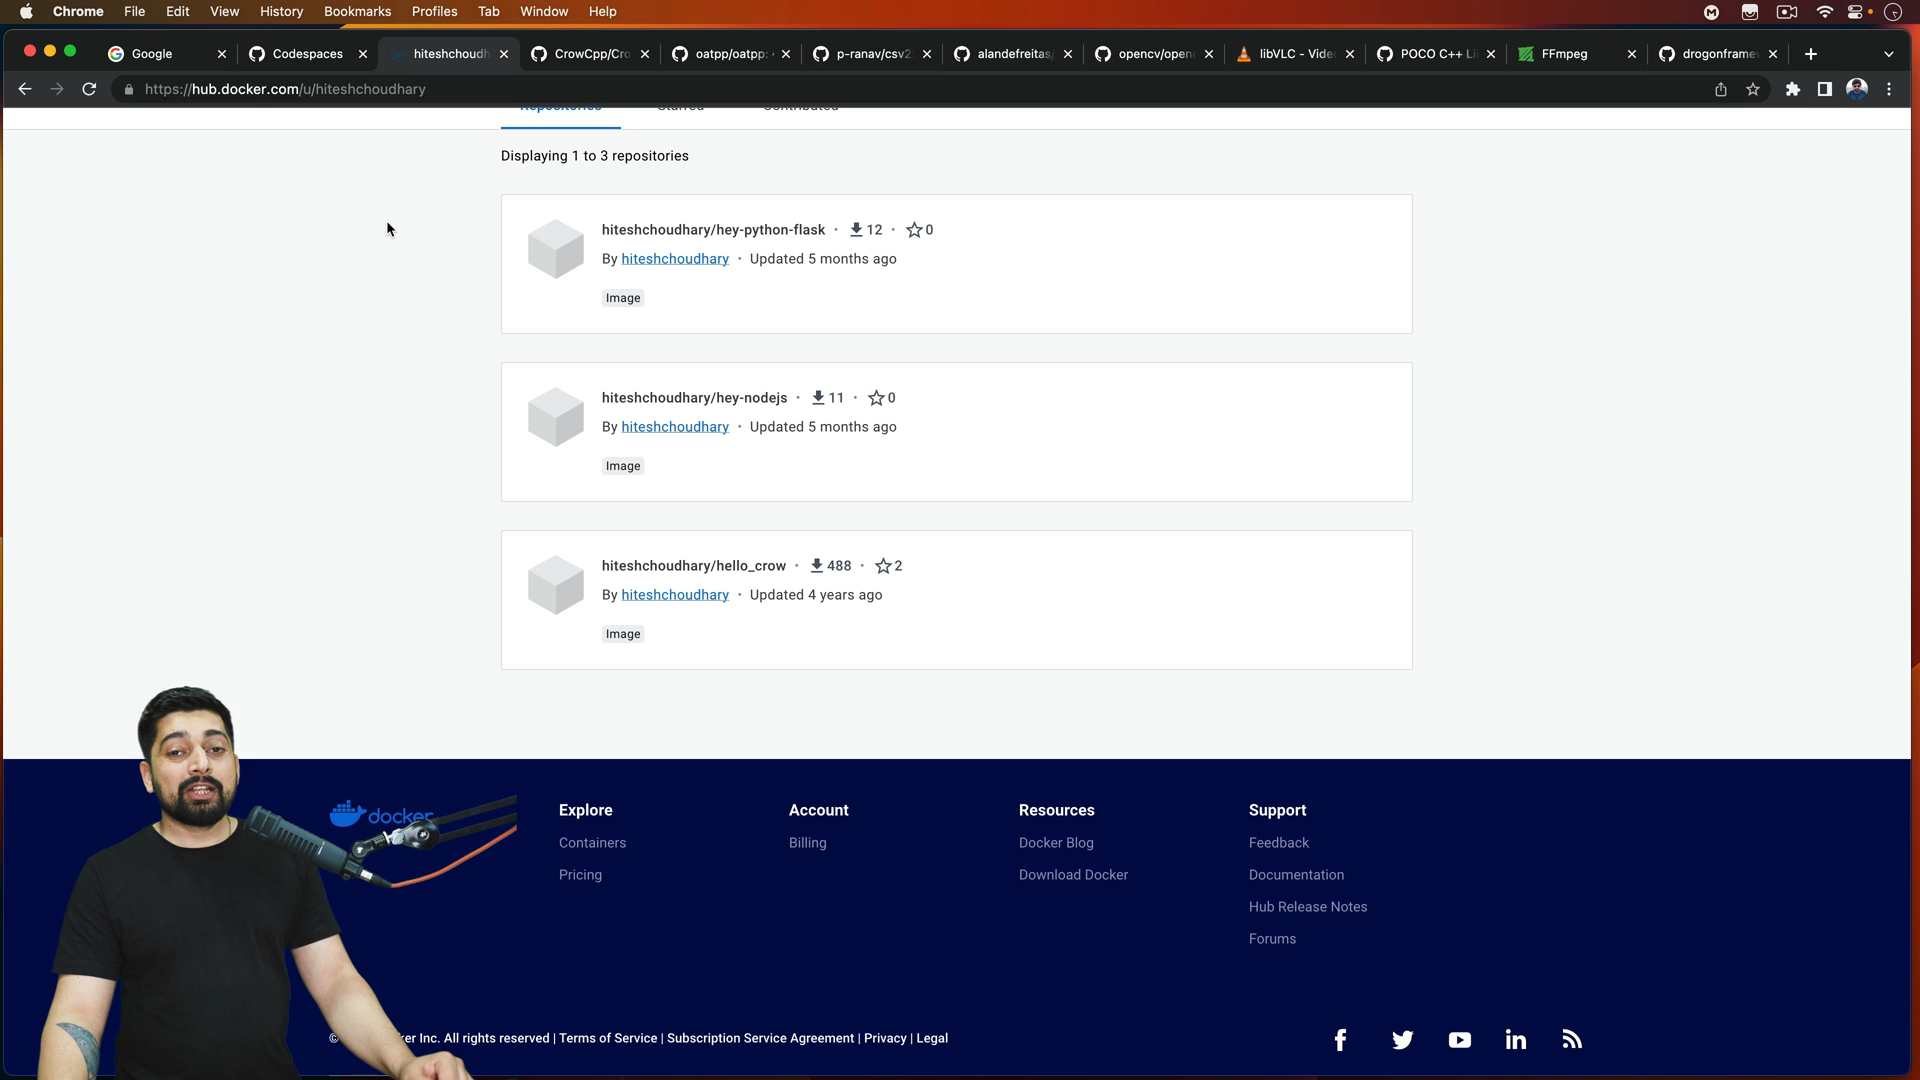 Chrome File Edit View History Bookmarks Profiles Tab Window Help
Google Codespaces hiteshchoudh CrowCpp/Cro oatpp/oatpp: p-ranav/csv2 alandefreitas/ opencv/open libVLC - Vide POCO C++ Li FFmpeg drogonframe
https://hub.docker.com/u/hiteshchoudhary
Repositories Starred Contributed
Displaying 1 to 3 repositories
hiteshchoudhary/hey-python-flask • 12 • 0
By hiteshchoudhary • Updated 5 months ago
Image
hiteshchoudhary/hey-nodejs • 11 • 0
By hiteshchoudhary • Updated 5 months ago
Image
hiteshchoudhary/hello_crow • 488 • 2
By hiteshchoudhary • Updated 4 years ago
Image
docker
Explore Account Resources Support
Containers Billing Docker Blog Feedback
Pricing Download Docker Documentation
Hub Release Notes
Forums
© ker Inc. All rights reserved | Terms of Service | Subscription Service Agreement | Privacy | Legal